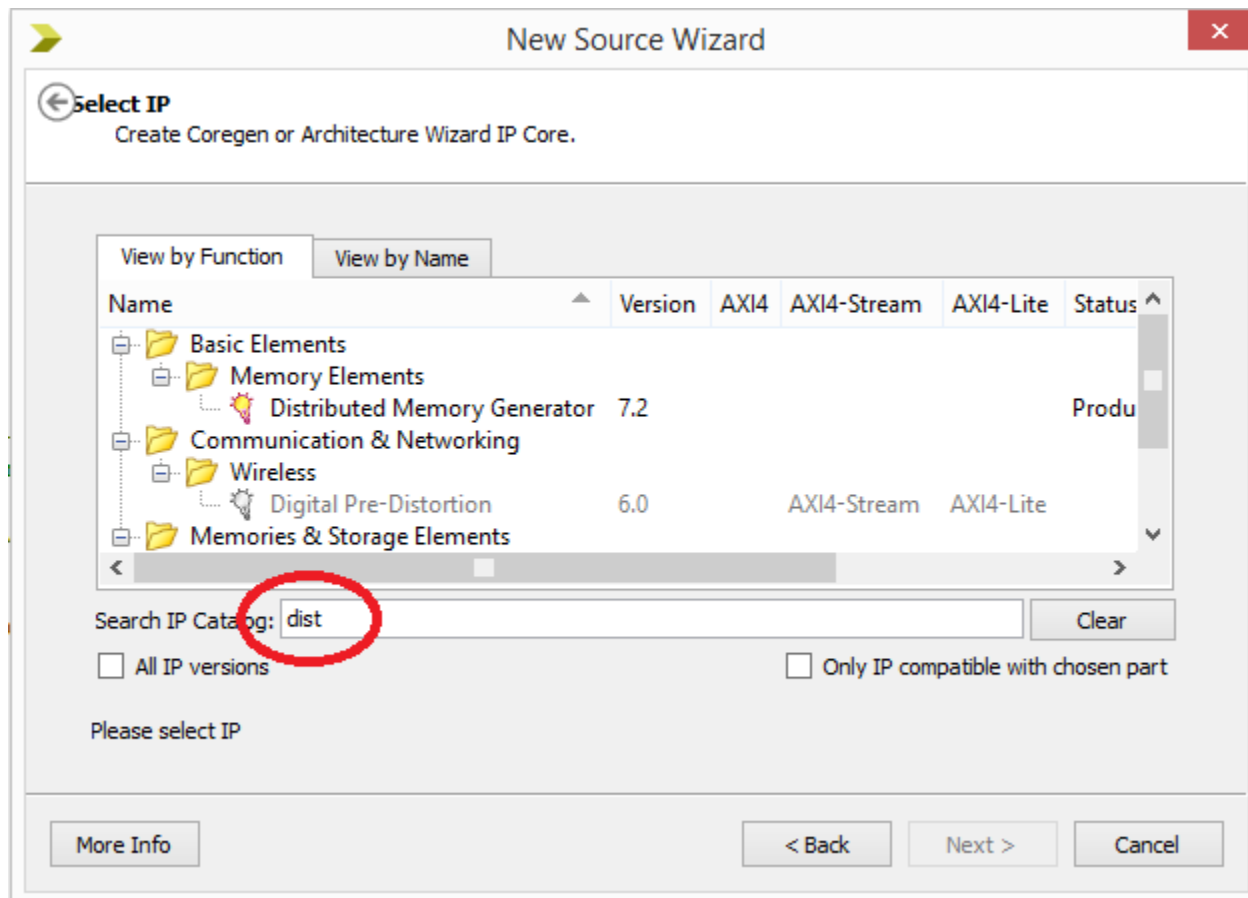 New Source Wizard
Select IP
Create Coregen or Architecture Wizard IP Core.
View by Function View by Name
Name Version AXI4 AXI4-Stream AXI4-Lite Status
Basic Elements
Memory Elements
Distributed Memory Generator 7.2 Produ
Communication & Networking
Wireless
Digital Pre-Distortion 6.0 AXI4-Stream AXI4-Lite
Memories & Storage Elements
Search IP Catalog: dist Clear
All IP versions Only IP compatible with chosen part
Please select IP
More Info < Back Next > Cancel